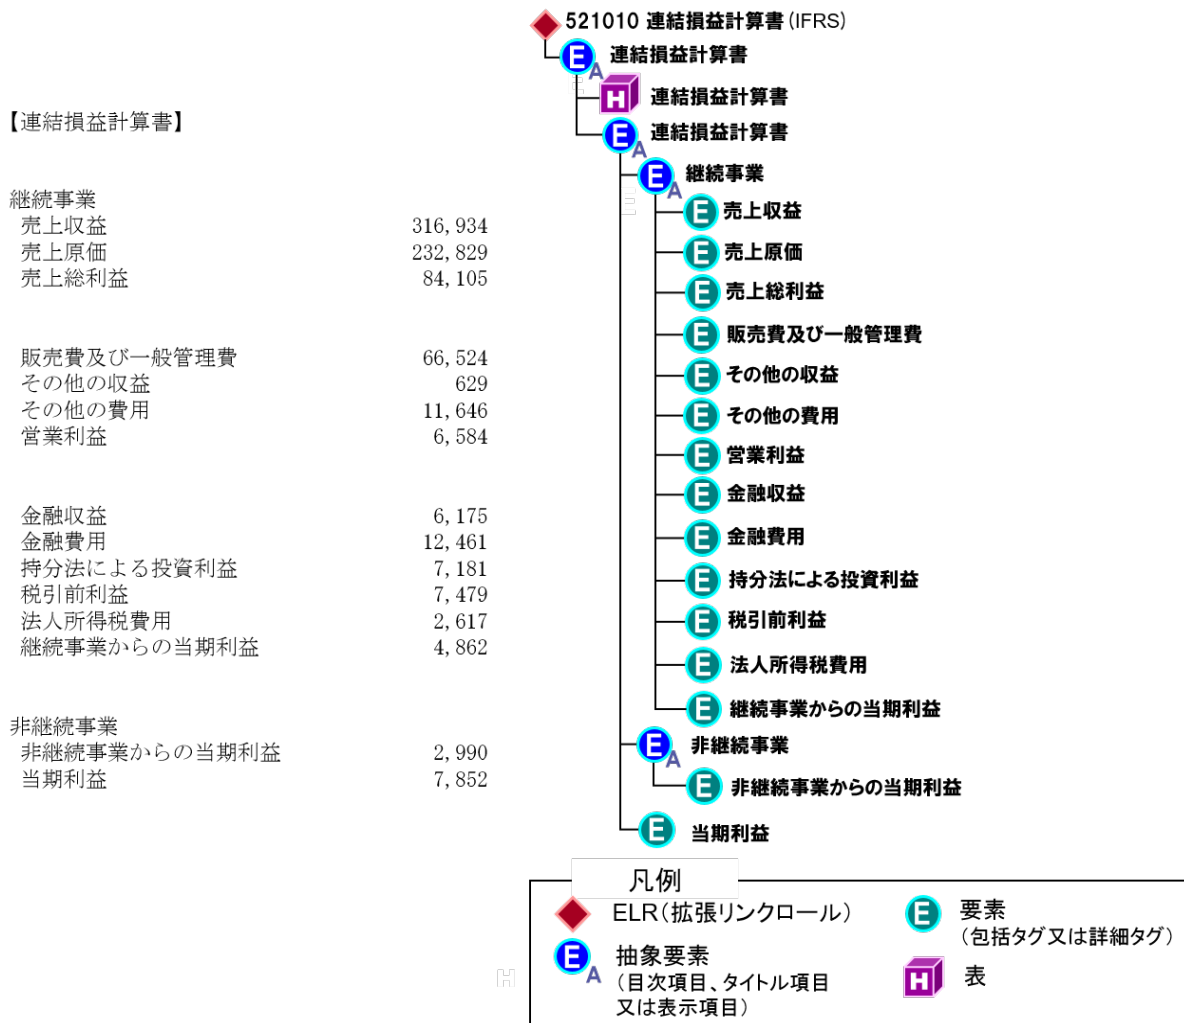 【連結損益計算書】
継続事業
売上収益 316,934
売上原価 232,829
売上総利益 84,105
販売費及び一般管理費 66,524
その他の収益 629
その他の費用 11,646
営業利益 6,584
金融収益 6,175
金融費用 12,461
持分法による投資利益 7,181
税引前利益 7,479
法人所得税費用 2,617
継続事業からの当期利益 4,862
非継続事業
非継続事業からの当期利益 2,990
当期利益 7,852
521010 連結損益計算書(IFRS)
E A 連結損益計算書
H 連結損益計算書
E A 連結損益計算書
E A 継続事業
E 売上収益
E 売上原価
E 売上総利益
E 販売費及び一般管理費
E その他の収益
E その他の費用
E 営業利益
E 金融収益
E 金融費用
E 持分法による投資利益
E 税引前利益
E 法人所得税費用
E 継続事業からの当期利益
E A 非継続事業
E 非継続事業からの当期利益
E 当期利益
凡例
ELR(拡張リンクロール)
E A 抽象要素
(目次項目、タイトル項目
又は表示項目)
E 要素
(包括タグ又は詳細タグ)
H 表
H